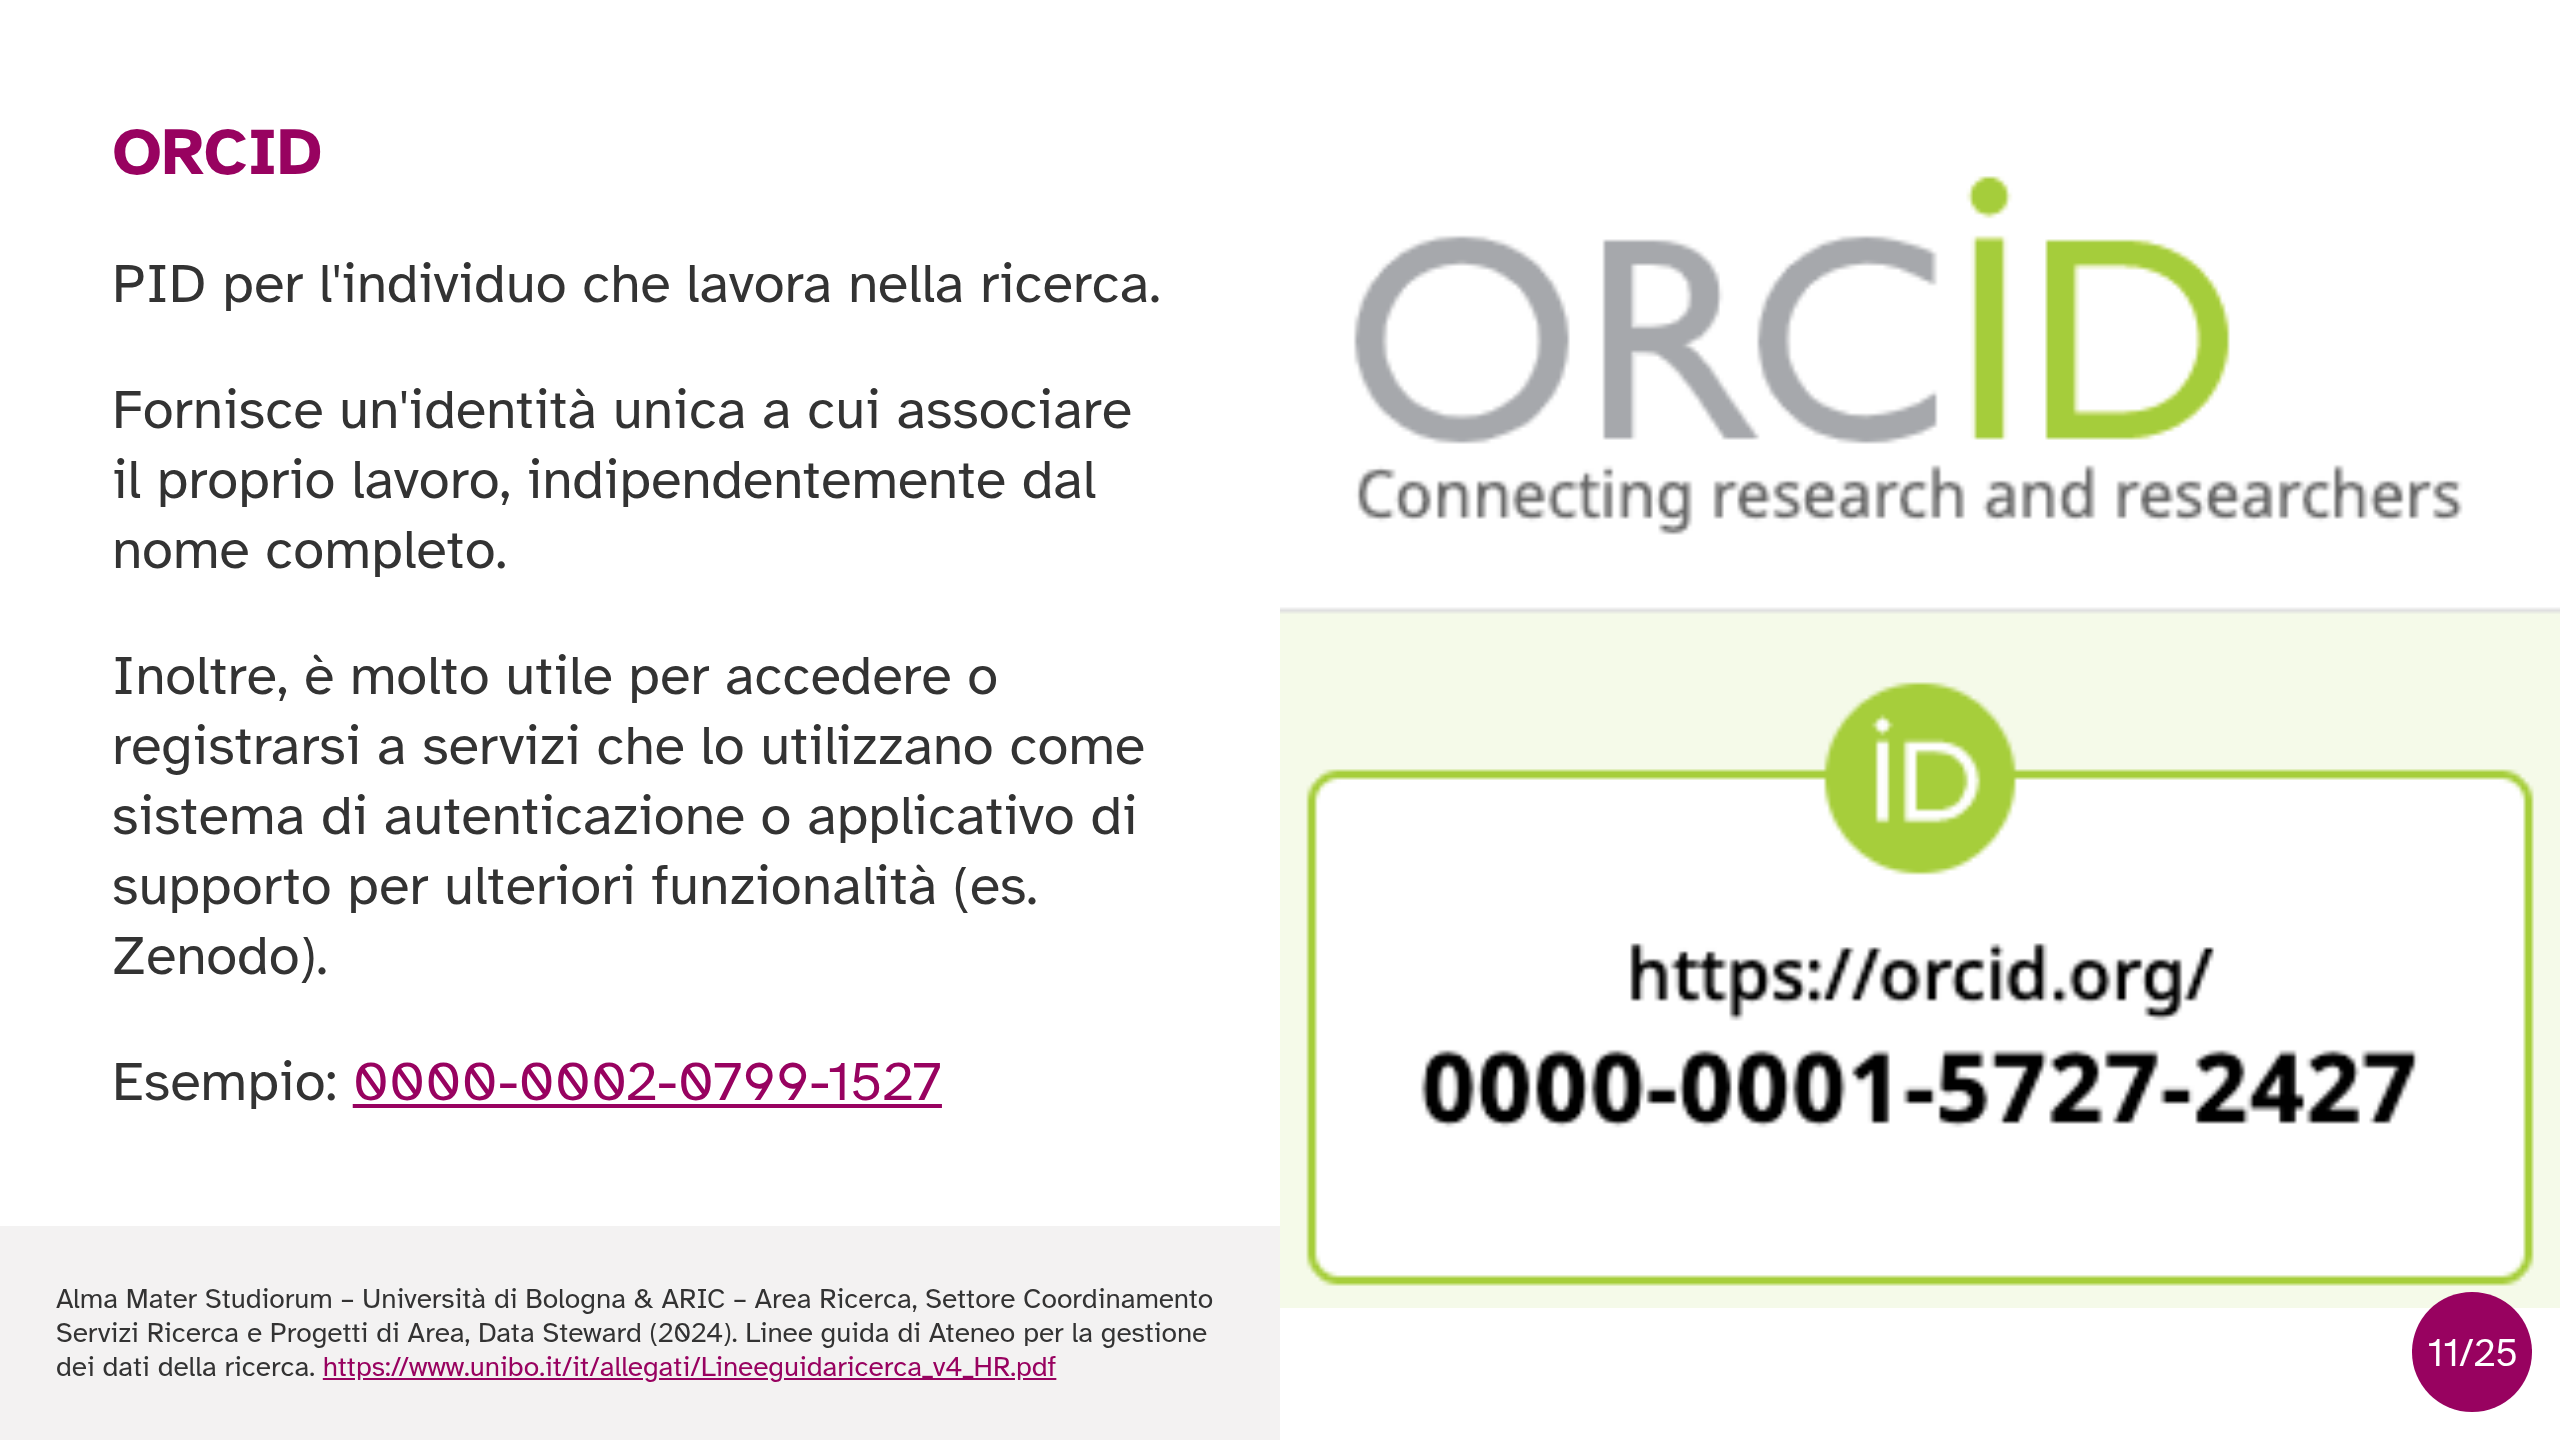 ORCID
PID per l'individuo che lavora nella ricerca.
Fornisce un'identità unica a cui associare
il proprio lavoro, indipendentemente dal
nome completo.
Inoltre, è molto utile per accedere o
registrarsi a servizi che lo utilizzano come
sistema di autenticazione o applicativo di
supporto per ulteriori funzionalità (es.
Zenodo).
Esempio: 0000-0002-0799-1527
Alma Mater Studiorum – Università di Bologna & ARIC – Area Ricerca, Settore Coordinamento
Servizi Ricerca e Progetti di Area, Data Steward (2024). Linee guida di Ateneo per la gestione
dei dati della ricerca. https://www.unibo.it/it/allegati/Lineeguidaricerca_v4_HR.pdf
ORCiD
Connecting research and researchers
iD
https://orcid.org/
0000-0001-5727-2427
11/25